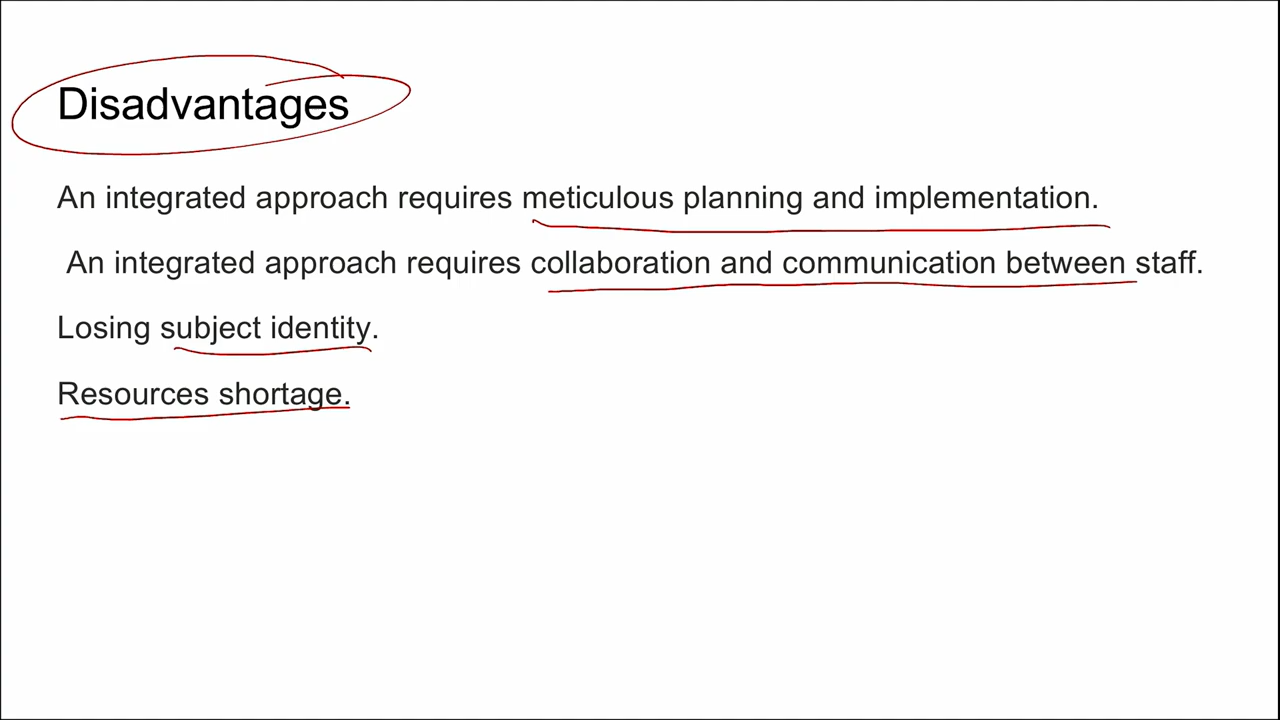 Disadvantages
An integrated approach requires meticulous planning and implementation.
An integrated approach requires collaboration and communication between staff.
Losing subject identity.
Resources shortage.